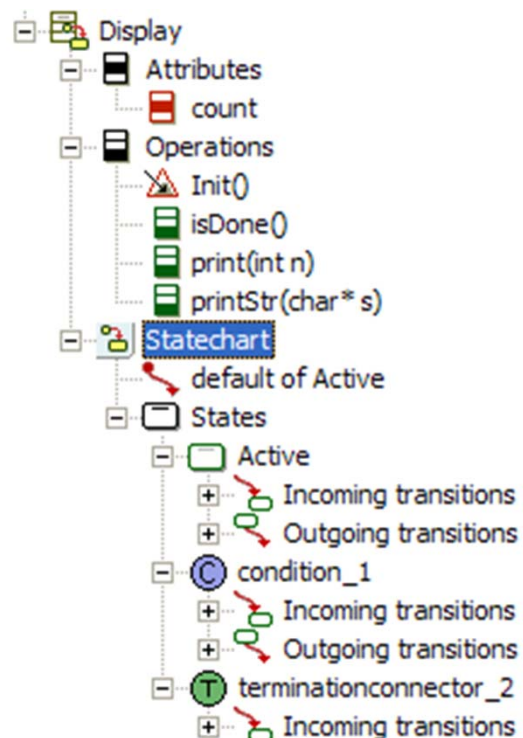 Display
Attributes
count
Operations
Init()
isDone()
print(int n)
printStr(char* s)
Statechart
default of Active
States
Active
Incoming transitions
Outgoing transitions
C condition_1
Incoming transitions
Outgoing transitions
T terminationconnector_2
Incoming transitions